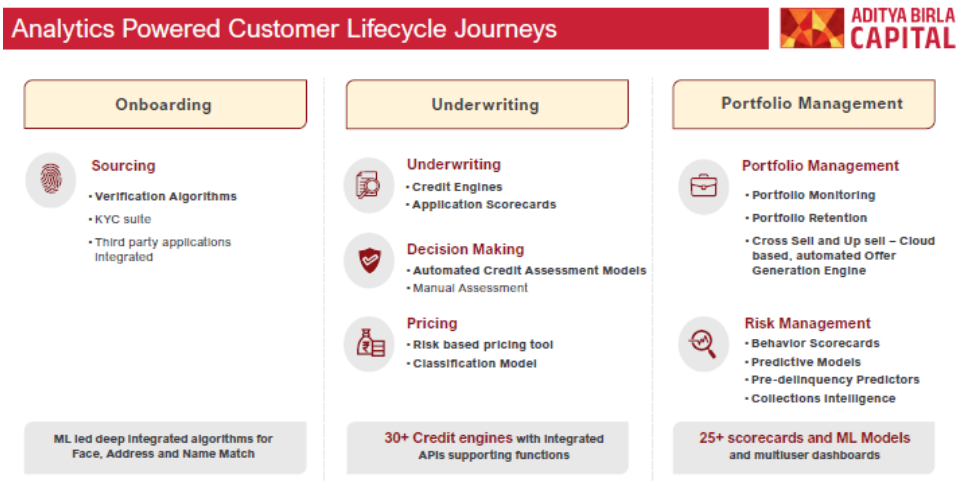 Analytics Powered Customer Lifecycle Journeys
ADITYA BIRLA
CAPITAL
Onboarding
Sourcing
• Verification Algorithms
• KYC suite
• Third party applications
Integrated
ML led deep Integrated algorithms for
Face, Address and Name Match
Underwriting
Underwriting
• Credit Engines
• Application Scorecards
Decision Making
• Automated Credit Assessment Models
• Manual Assessment
Pricing
• Risk based pricing tool
• Classification Model
30+ Credit engines with Integrated
APIs supporting functions
Portfolio Management
Portfolio Management
• Portfolio Monitoring
• Portfolio Retention
• Cross Sell and Up sell – Cloud
based, automated Offer
Generation Engine
Risk Management
• Behavior Scorecards
• Predictive Models
• Pre-delinquency Predictors
• Collections Intelligence
25+ scorecards and ML Models
and multiuser dashboards